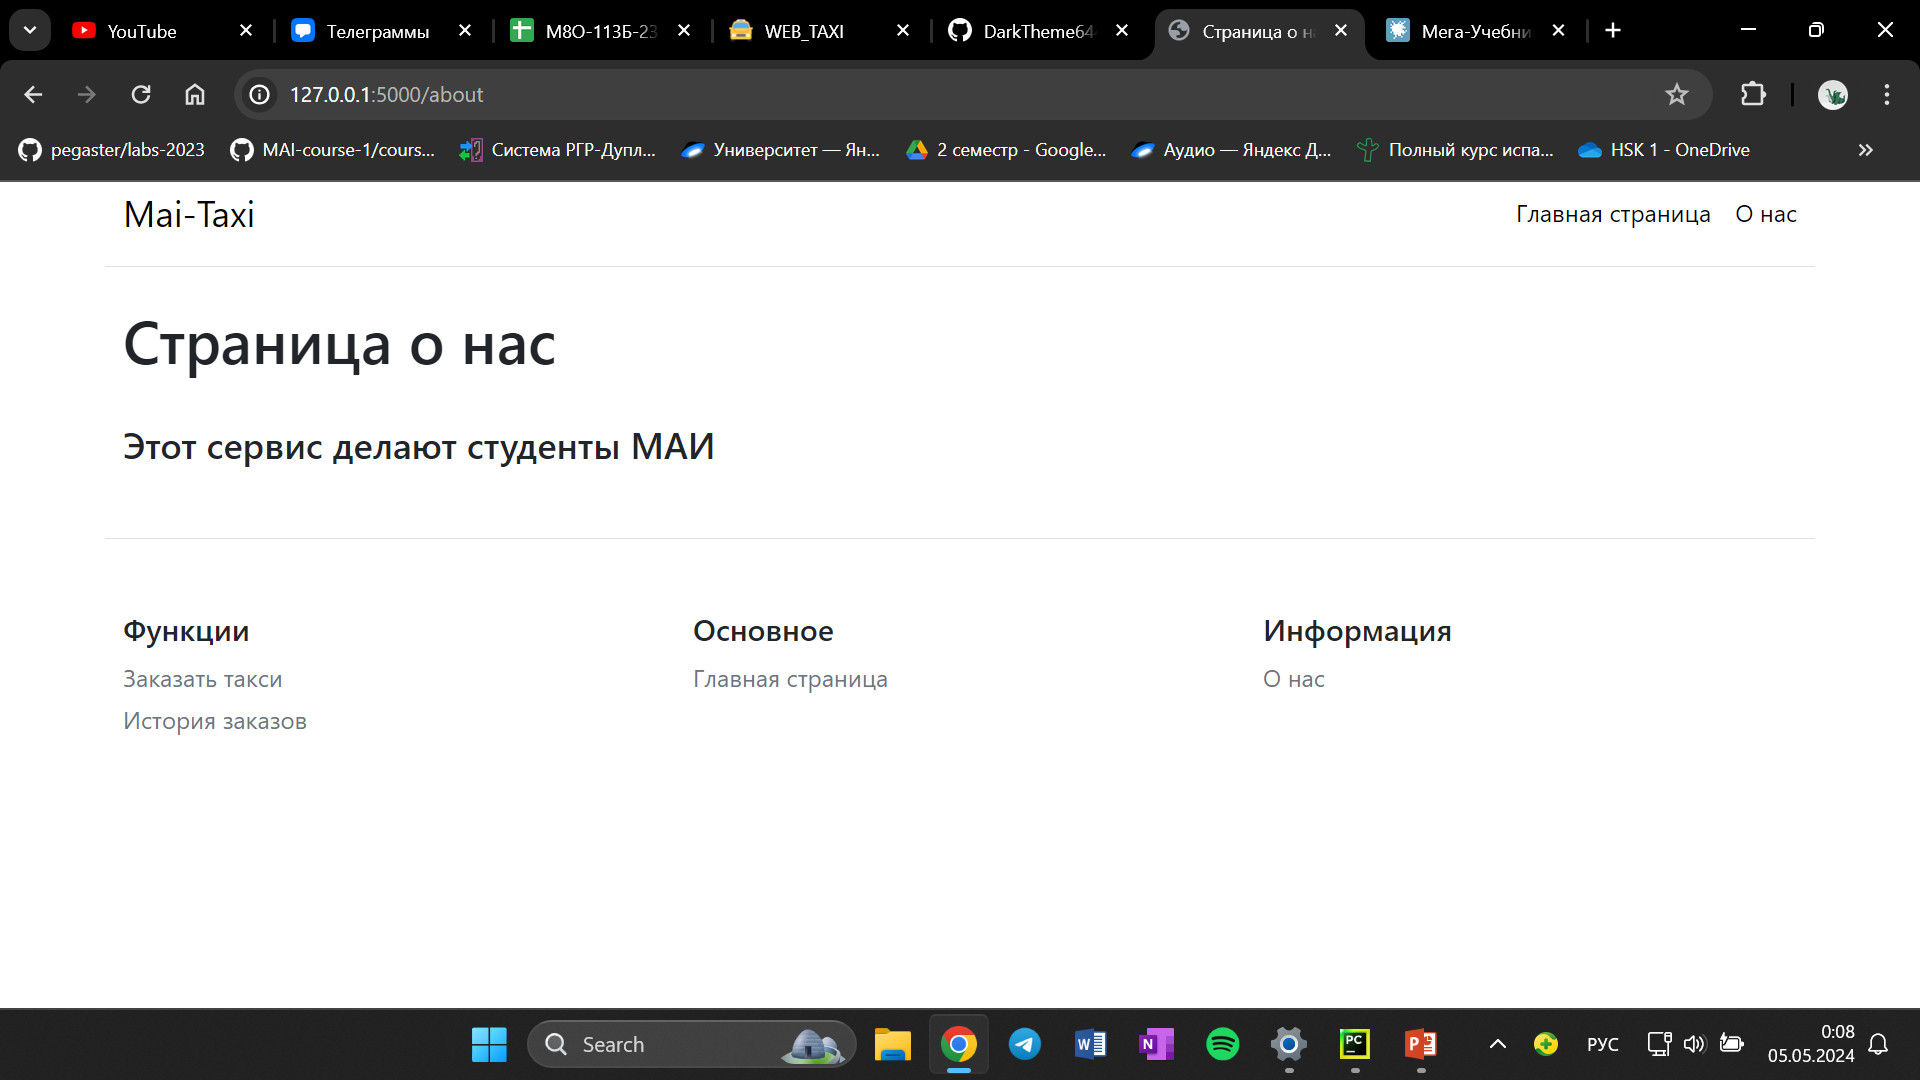 YouTube
Телеграммы
М8О-113Б-23
WEB_TAXI
DarkTheme64
Страница о н
Мега-Учебни
127.0.0.1:5000/about
pegaster/labs-2023
MAI-course-1/cours...
Система РГР-Дупл...
Университет — Ян...
2 семестр - Google...
Аудио — Яндекс Д...
Полный курс испа...
HSK 1 - OneDrive
Mai-Taxi
Главная страница
О нас
Страница о нас
Этот сервис делают студенты МАИ
Функции
Заказать такси
История заказов
Основное
Главная страница
Информация
О нас
Search
РУС
0:08
05.05.2024